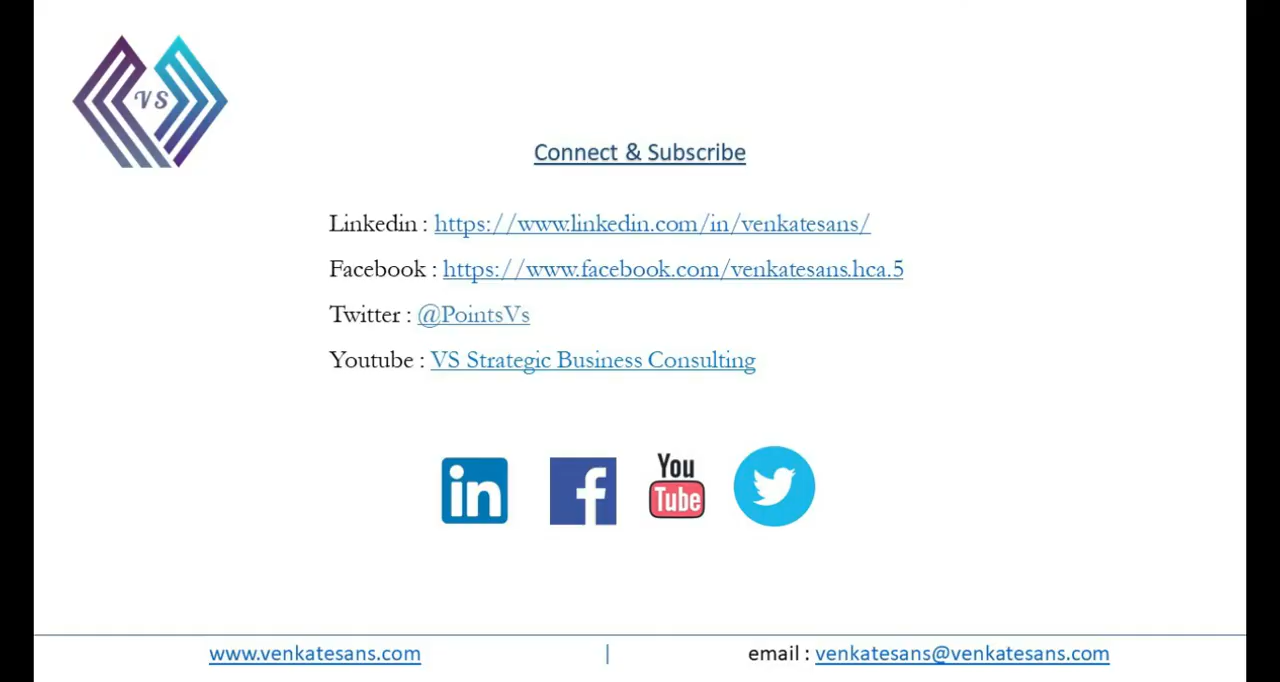 VS
Connect & Subscribe
Linkedin : https://www.linkedin.com/in/venkatesans/
Facebook : https://www.facebook.com/venkatesans.hca.5
Twitter : @PointsVs
Youtube : VS Strategic Business Consulting
in f You Tube
www.venkatesans.com | email : venkatesans@venkatesans.com